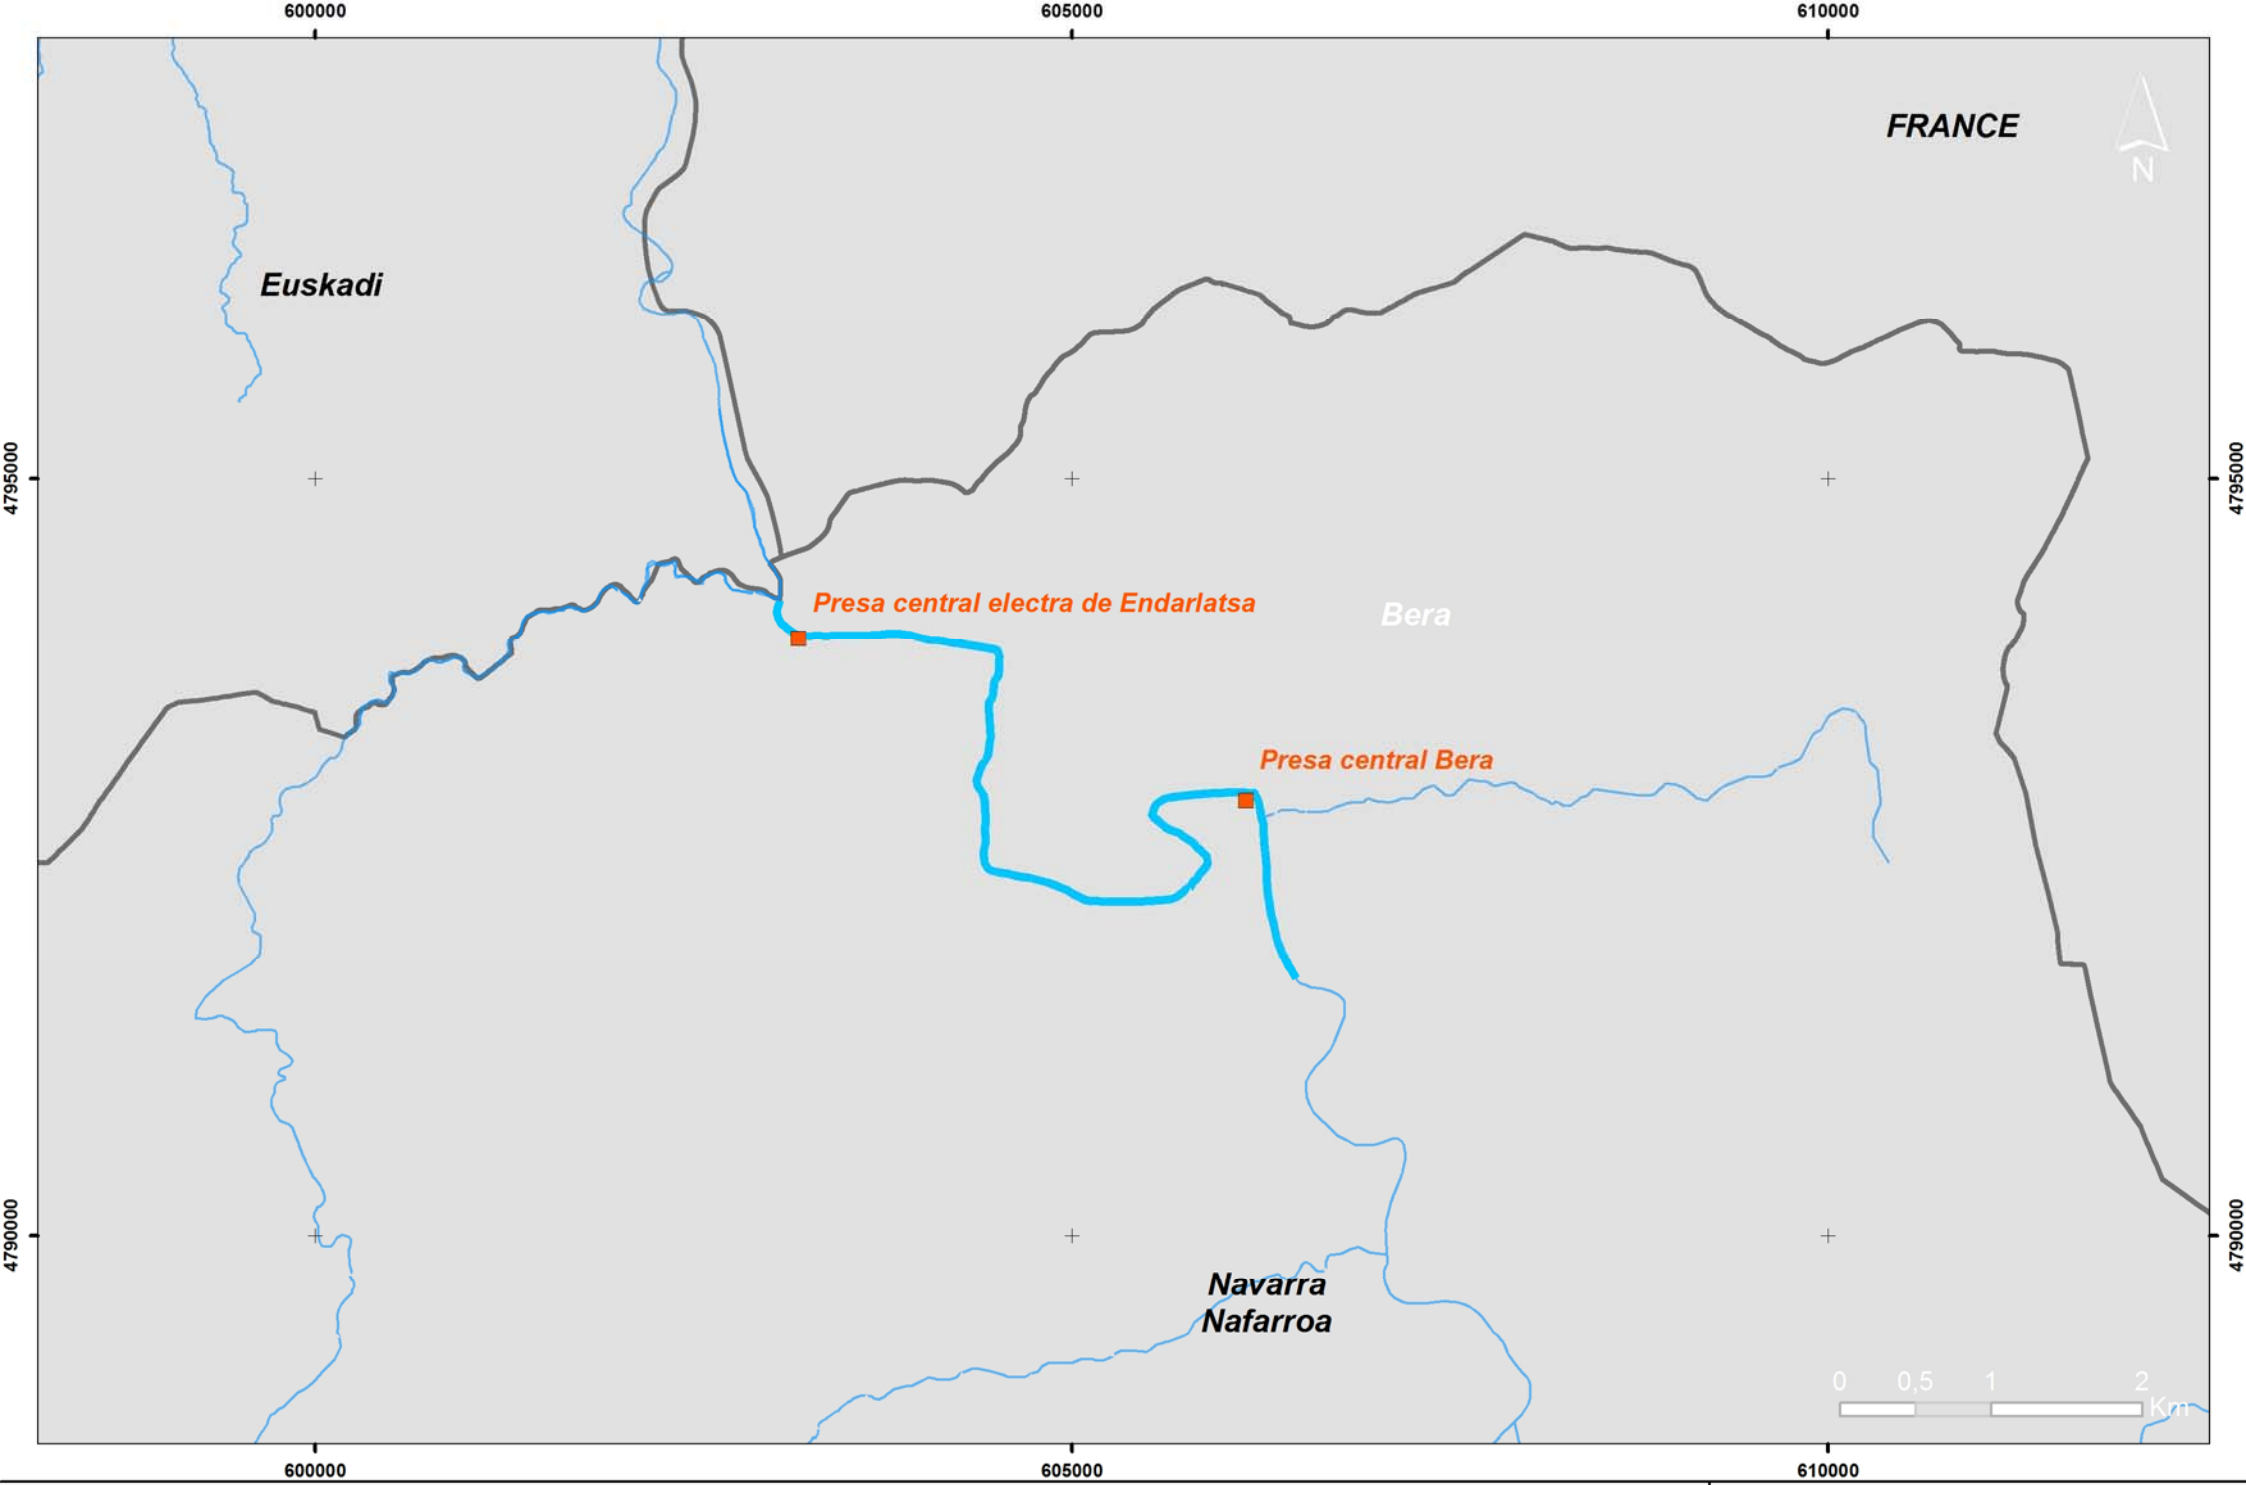 600000
605000
610000
FRANCE
N
Euskadi
4795000
4795000
Presa central electra de Endarlatsa
Bera
Presa central Bera
4790000
4790000
Navarra
Nafarroa
0 0,5 1 2
Km
600000
605000
610000